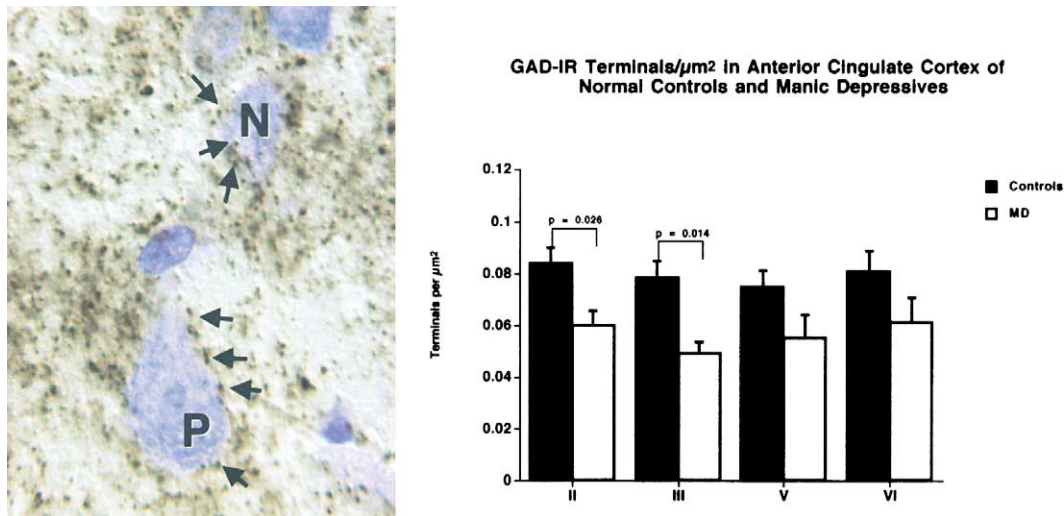 N
P
GAD-IR Terminals/µm² in Anterior Cingulate Cortex of
Normal Controls and Manic Depressives
Controls
MD
Terminals per µm²
0.12
0.1
0.08
0.06
0.04
0.02
0
p = 0.026
p = 0.014
II
III
V
VI